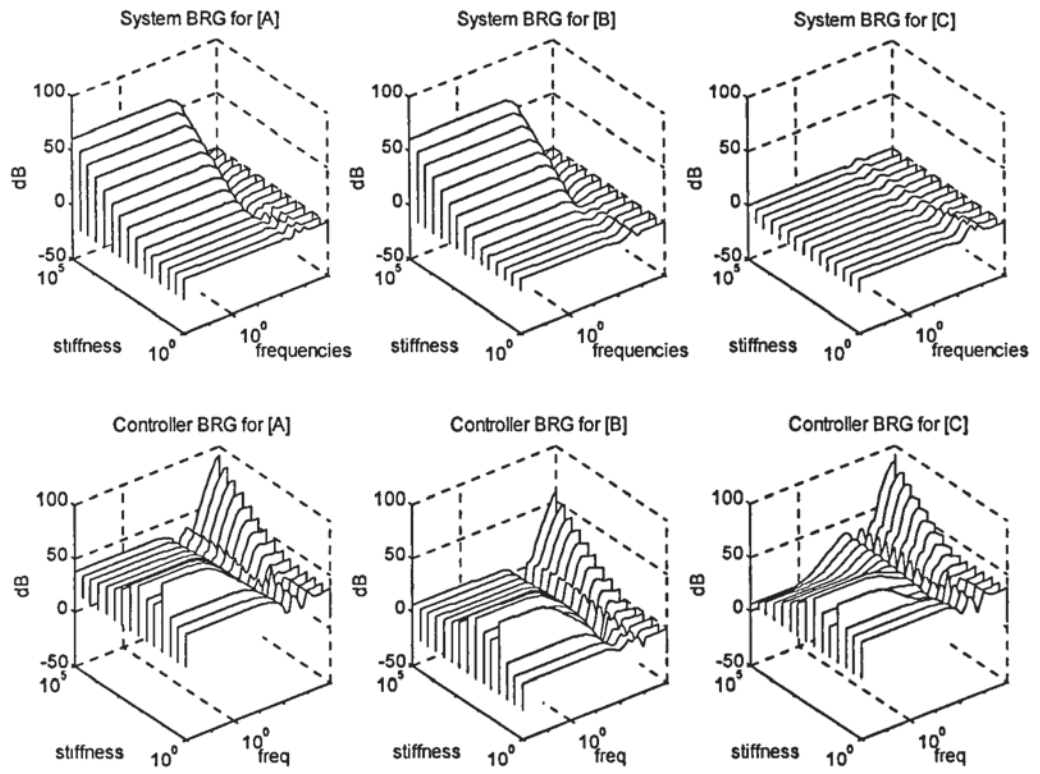 System BRG for [A]
100
50
dB
0
-50
10^5
stiffness
10^0
10^0
frequencies
System BRG for [B]
100
50
dB
0
-50
10^5
stiffness
10^0
10^0
frequencies
System BRG for [C]
100
50
dB
0
-50
10^5
stiffness
10^0
10^0
frequencies
Controller BRG for [A]
100
50
dB
0
-50
10^5
stiffness
10^0
10^0
freq
Controller BRG for [B]
100
50
dB
0
-50
10^5
stiffness
10^0
10^0
freq
Controller BRG for [C]
100
50
dB
0
-50
10^5
stiffness
10^0
10^0
freq